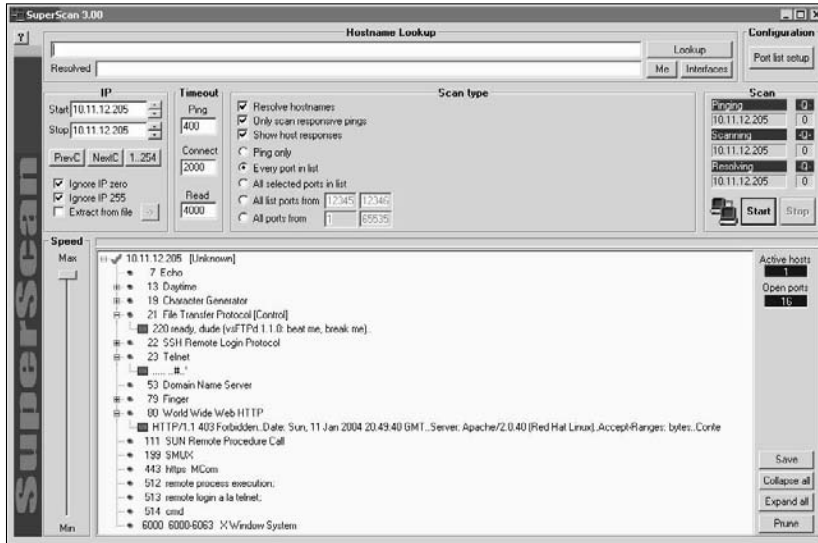 SuperScan 3.00
?
Hostname Lookup
Lookup
Resolved
Me
Interfaces
Configuration
Port list setup
IP
Start 10.11.12.205
Stop 10.11.12.205
PrevC NextC 1..254
Ignore IP zero
Ignore IP 255
Extract from file
->
Timeout
Ping
400
Connect
2000
Read
4000
Scan type
Resolve hostnames
Only scan responsive pings
Show host responses
Ping only
Every port in list
All selected ports in list
All list ports from 12345 12346
All ports from 1 65535
Scan
Pinging -Q-
10.11.12.205 0
Scanning -Q-
10.11.12.205 0
Resolving -Q-
10.11.12.205 0
Start Stop
SuperScan
Speed
Max
Min
10.11.12.205 [Unknown]
7 Echo
13 Daytime
19 Character Generator
21 File Transfer Protocol [Control]
220 ready, dude (vsFTPd 1.1.0: beat me, break me)..
22 SSH Remote Login Protocol
23 Telnet
..... ..#..'
53 Domain Name Server
79 Finger
80 World Wide Web HTTP
HTTP/1.1 403 Forbidden..Date: Sun, 11 Jan 2004 20:49:40 GMT..Server: Apache/2.0.40 (Red Hat Linux)..Accept-Ranges: bytes..Conte
111 SUN Remote Procedure Call
199 SMUX
443 https MCom
512 remote process execution;
513 remote login a la telnet;
514 cmd
6000 6000-6063 X Window System
Active hosts
1
Open ports
16
Save
Collapse all
Expand all
Prune